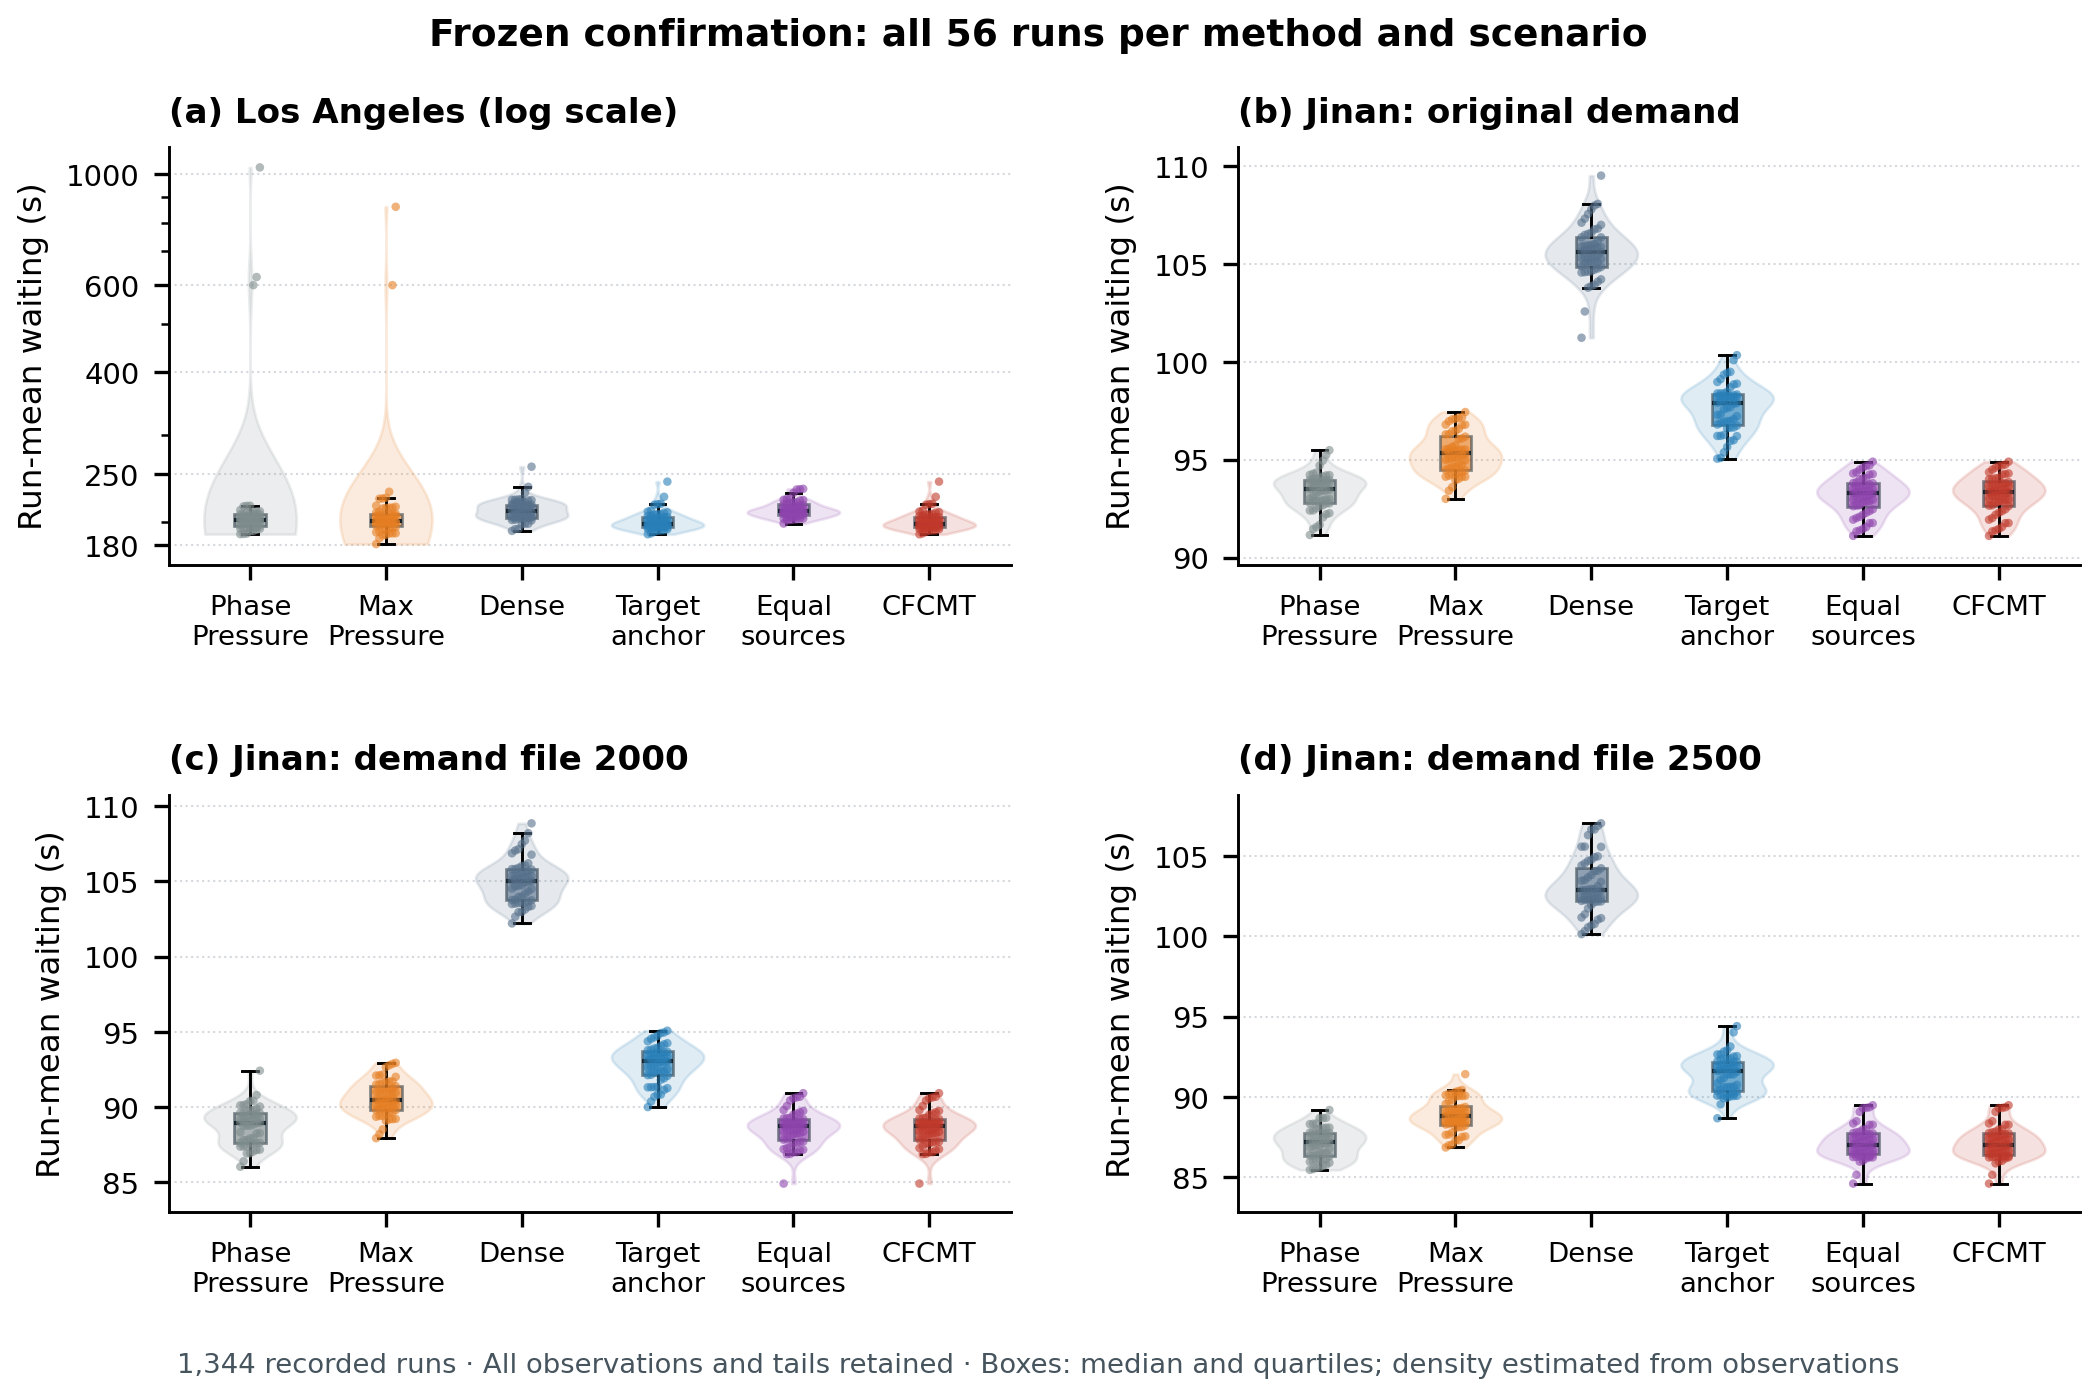 Frozen confirmation: all 56 runs per method and scenario
(a) Los Angeles (log scale)
Run-mean waiting (s)
1000
600
400
250
180
Phase Pressure
Max Pressure
Dense
Target anchor
Equal sources
CFCMT
(b) Jinan: original demand
Run-mean waiting (s)
110
105
100
95
90
Phase Pressure
Max Pressure
Dense
Target anchor
Equal sources
CFCMT
(c) Jinan: demand file 2000
Run-mean waiting (s)
110
105
100
95
90
85
Phase Pressure
Max Pressure
Dense
Target anchor
Equal sources
CFCMT
(d) Jinan: demand file 2500
Run-mean waiting (s)
105
100
95
90
85
Phase Pressure
Max Pressure
Dense
Target anchor
Equal sources
CFCMT
1,344 recorded runs · All observations and tails retained · Boxes: median and quartiles; density estimated from observations